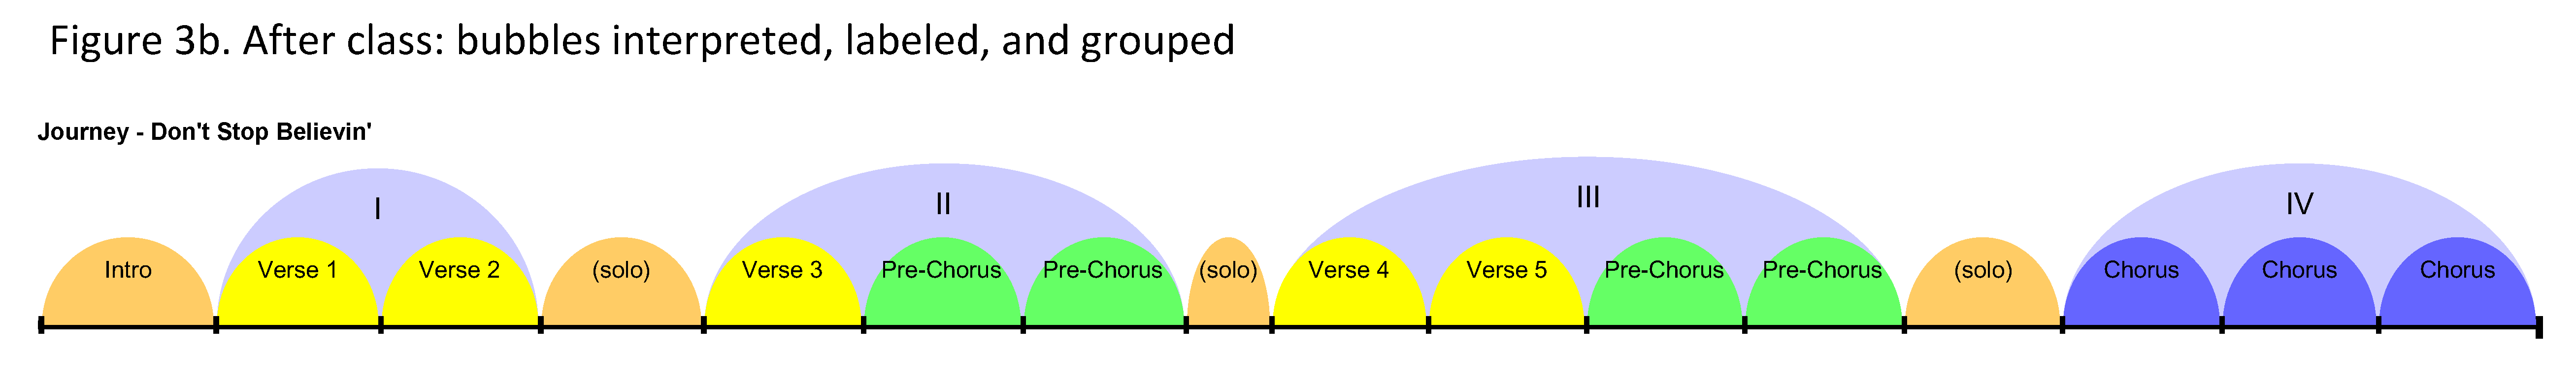 Figure 3b. After class: bubbles interpreted, labeled, and grouped
Journey - Don't Stop Believin'
I II III IV
Intro Verse 1 Verse 2 (solo) Verse 3 Pre-Chorus Pre-Chorus (solo) Verse 4 Verse 5 Pre-Chorus Pre-Chorus (solo) Chorus Chorus Chorus